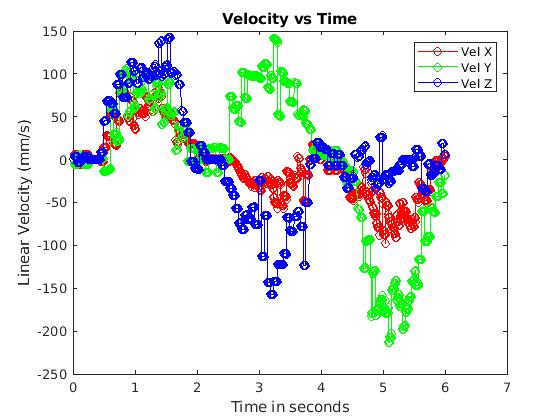 Velocity vs Time
Vel X
Vel Y
Vel Z
Linear Velocity (mm/s)
150
100
50
0
-50
-100
-150
-200
-250
0 1 2 3 4 5 6 7
Time in seconds